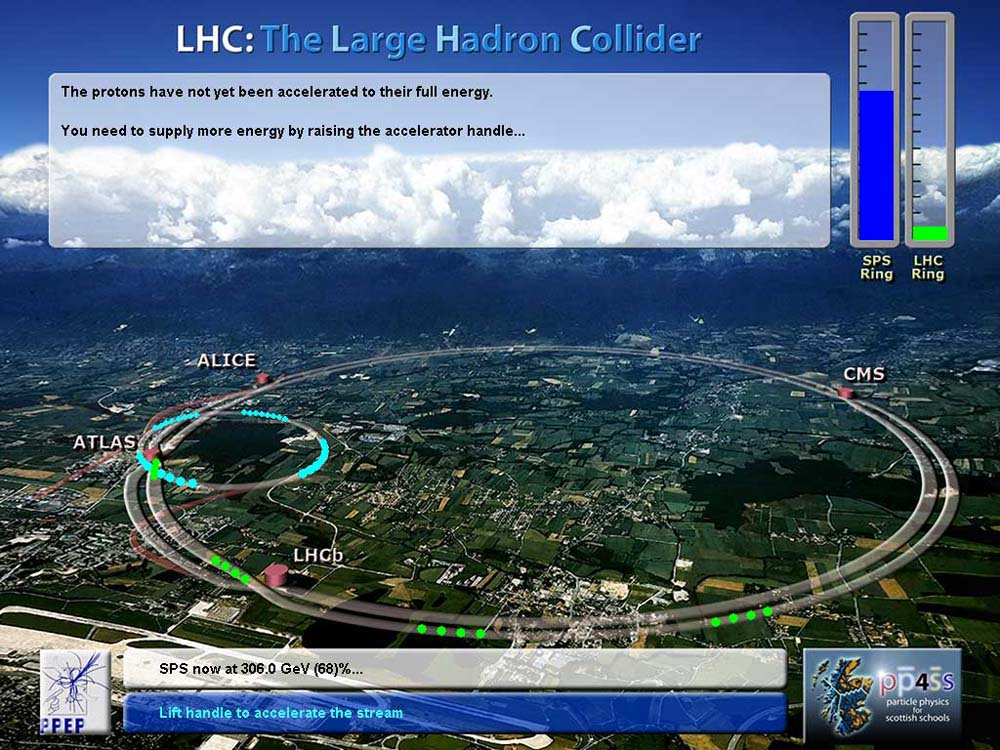 LHC: The Large Hadron Collider
The protons have not yet been accelerated to their full energy.
You need to supply more energy by raising the accelerator handle...
SPS
Ring
LHC
Ring
ALICE
CMS
ATLAS
LHCb
SPS now at 306.0 GeV (68)%...
Lift handle to accelerate the stream
PPEP
pp4ss
particle physics
for
scottish schools